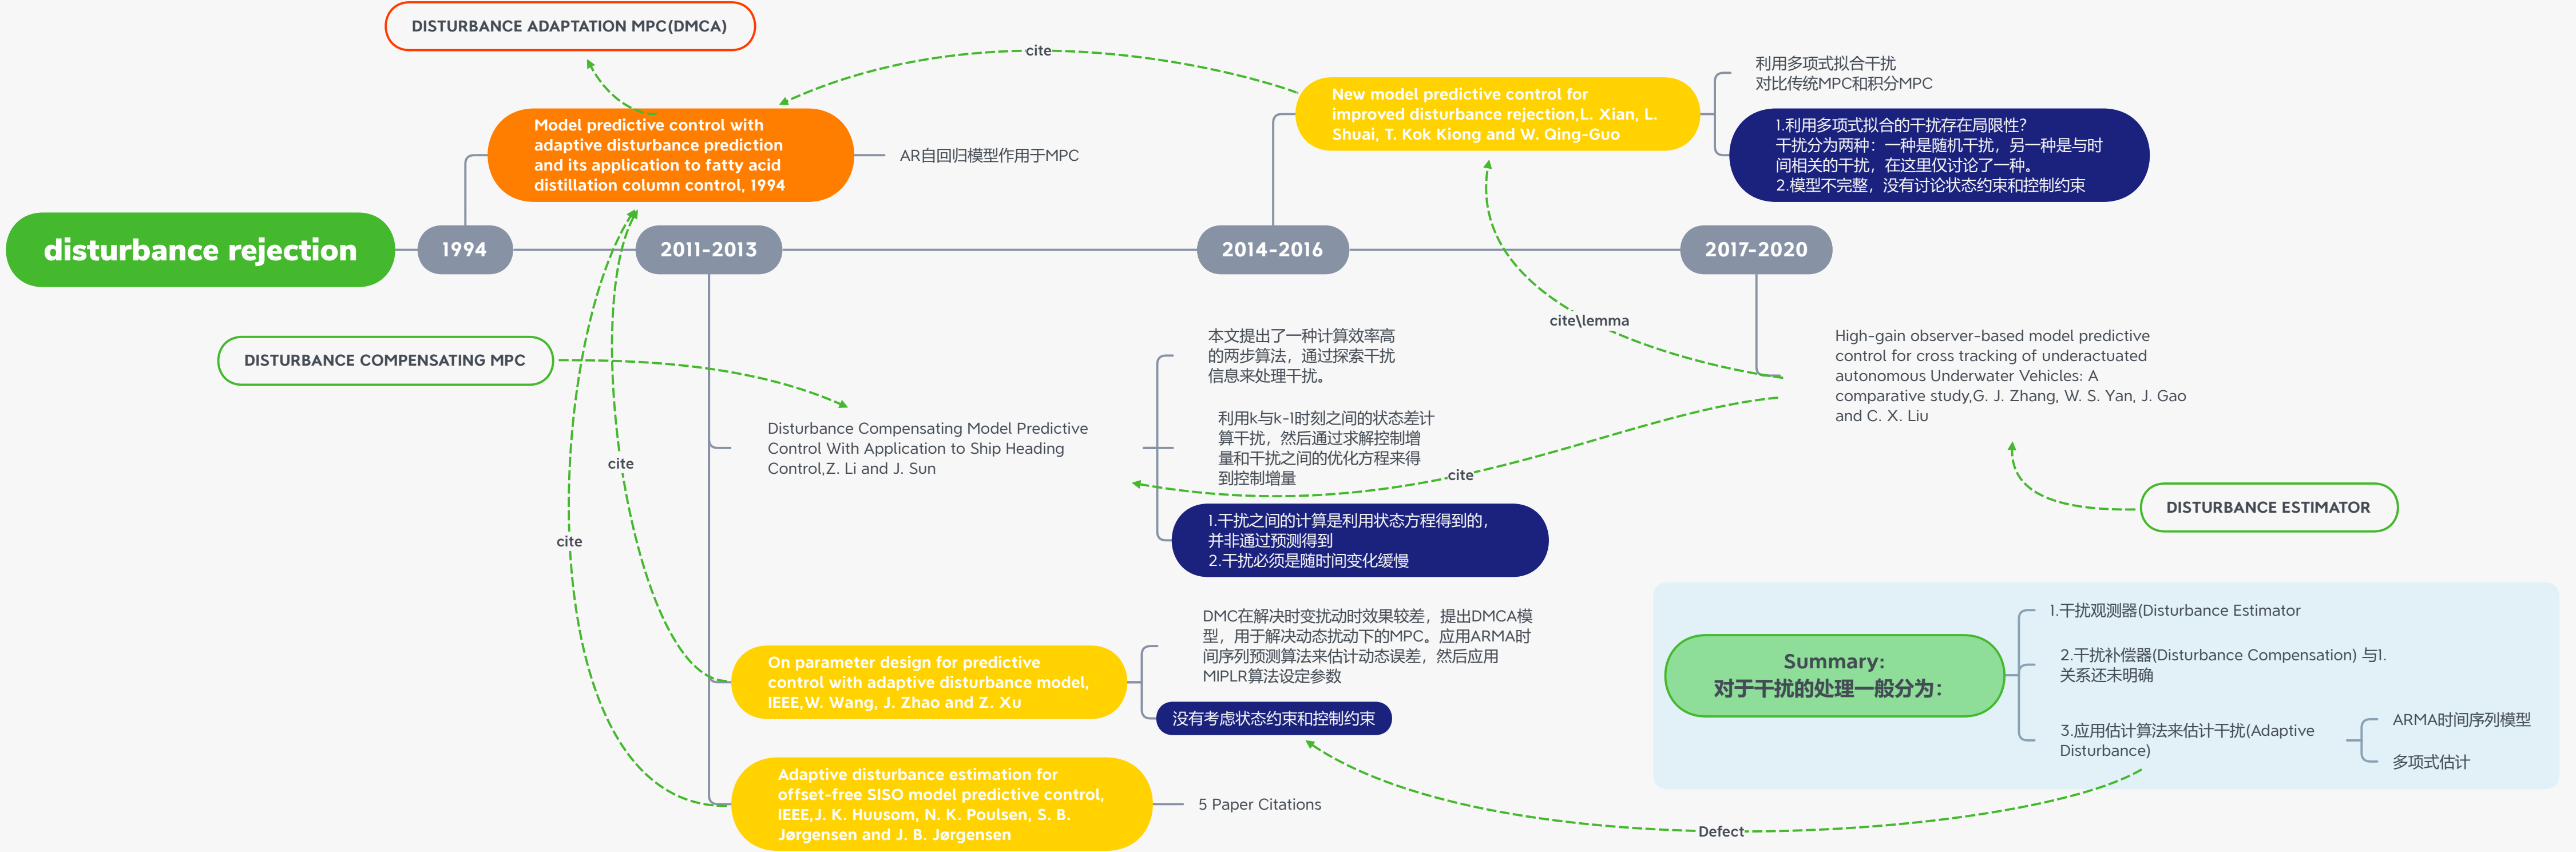 DISTURBANCE ADAPTATION MPC(DMCA)
cite
Model predictive control with
adaptive disturbance prediction
and its application to fatty acid
distillation column control, 1994
AR自回归模型作用于MPC
New model predictive control for
improved disturbance rejection,L. Xian, L.
Shuai, T. Kok Kiong and W. Qing-Guo
利用多项式拟合干扰
对比传统MPC和积分MPC
1.利用多项式拟合的干扰存在局限性?
干扰分为两种：一种是随机干扰，另一种是与时
间相关的干扰，在这里仅讨论了一种。
2.模型不完整，没有讨论状态约束和控制约束
disturbance rejection
1994
2011-2013
2014-2016
2017-2020
cite\lemma
DISTURBANCE COMPENSATING MPC
本文提出了一种计算效率高
的两步算法，通过探索干扰
信息来处理干扰。
High-gain observer-based model predictive
control for cross tracking of underactuated
autonomous Underwater Vehicles: A
comparative study,G. J. Zhang, W. S. Yan, J. Gao
and C. X. Liu
Disturbance Compensating Model Predictive
Control With Application to Ship Heading
Control,Z. Li and J. Sun
利用k与k-1时刻之间的状态差计
算干扰，然后通过求解控制增
量和干扰之间的优化方程来得
到控制增量
cite
cite
cite
DISTURBANCE ESTIMATOR
1.干扰之间的计算是利用状态方程得到的，
并非通过预测得到
2.干扰必须是随时间变化缓慢
On parameter design for predictive
control with adaptive disturbance model,
IEEE,W. Wang, J. Zhao and Z. Xu
DMC在解决时变扰动时效果较差，提出DMCA模
型，用于解决动态扰动下的MPC。应用ARMA时
间序列预测算法来估计动态误差，然后应用
MIPLR算法设定参数
没有考虑状态约束和控制约束
Adaptive disturbance estimation for
offset-free SISO model predictive control,
IEEE,J. K. Huusom, N. K. Poulsen, S. B.
Jørgensen and J. B. Jørgensen
5 Paper Citations
Summary:
对于干扰的处理一般分为：
1.干扰观测器(Disturbance Estimator
2.干扰补偿器(Disturbance Compensation) 与1.
关系还未明确
3.应用估计算法来估计干扰(Adaptive
Disturbance)
ARMA时间序列模型
多项式估计
Defect